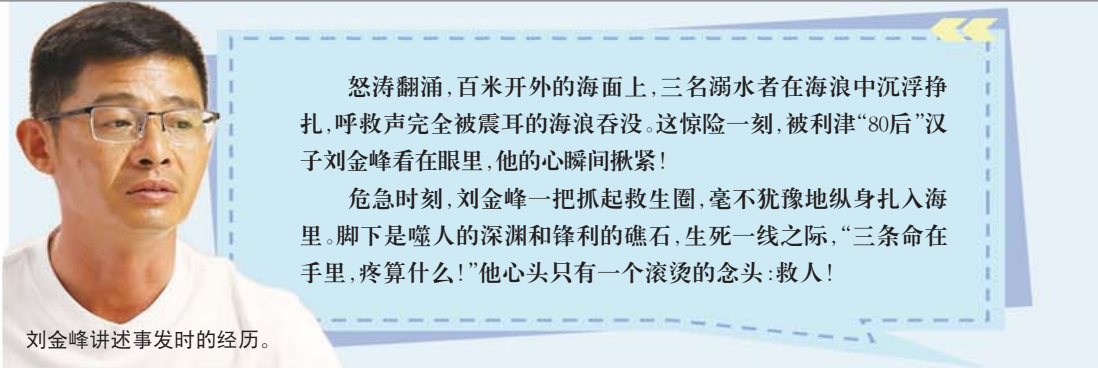 怒涛翻涌，百米开外的海面上，三名溺水者在海浪中沉浮挣
扎，呼救声完全被震耳的海浪吞没。这惊险一刻，被利津“80后”汉
子刘金峰看在眼里，他的心瞬间揪紧！
危急时刻，刘金峰一把抓起救生圈，毫不犹豫地纵身扎入海
里。脚下是噬人的深渊和锋利的礁石，生死一线之际，“三条命在
手里，疼算什么！”他心头只有一个滚烫的念头：救人！
刘金峰讲述事发时的经历。